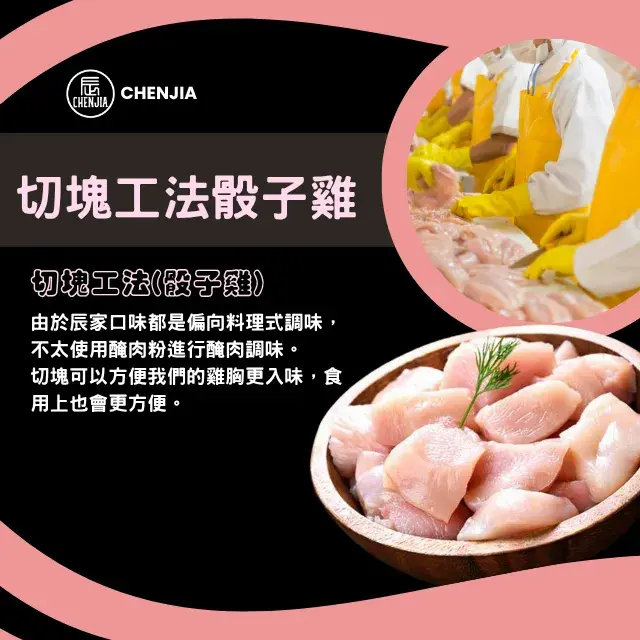 辰
CHENJIA
CHENJIA
切塊工法骰子雞
切塊工法(骰子雞)
由於辰家口味都是偏向料理式調味，
不太使用醃肉粉進行醃肉調味。
切塊可以方便我們的雞胸更入味，食
用上也會更方便。